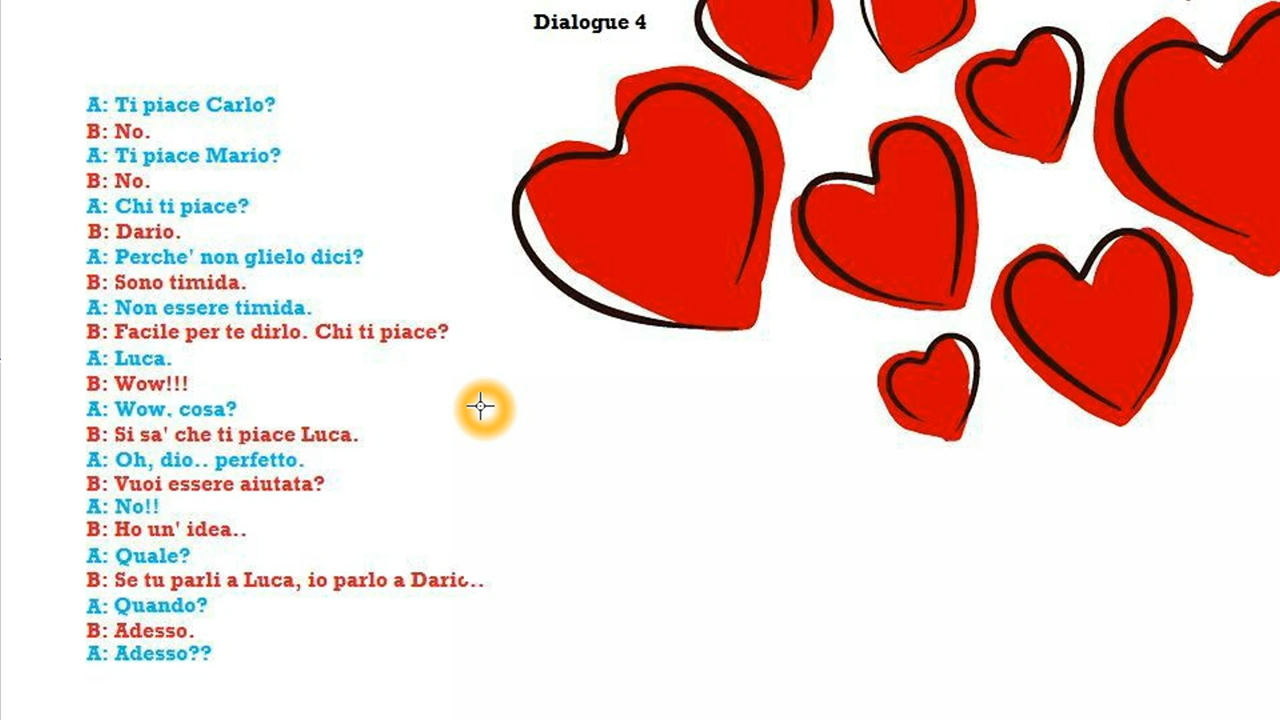 Dialogue 4
A: Ti piace Carlo?
B: No.
A: Ti piace Mario?
B: No.
A: Chi ti piace?
B: Dario.
A: Perche' non glielo dici?
B: Sono timida.
A: Non essere timida.
B: Facile per te dirlo. Chi ti piace?
A: Luca.
B: Wow!!!
A: Wow, cosa?
B: Si sa' che ti piace Luca.
A: Oh, dio.. perfetto.
B: Vuoi essere aiutata?
A: No!!
B: Ho un' idea..
A: Quale?
B: Se tu parli a Luca, io parlo a Dario..
A: Quando?
B: Adesso.
A: Adesso??